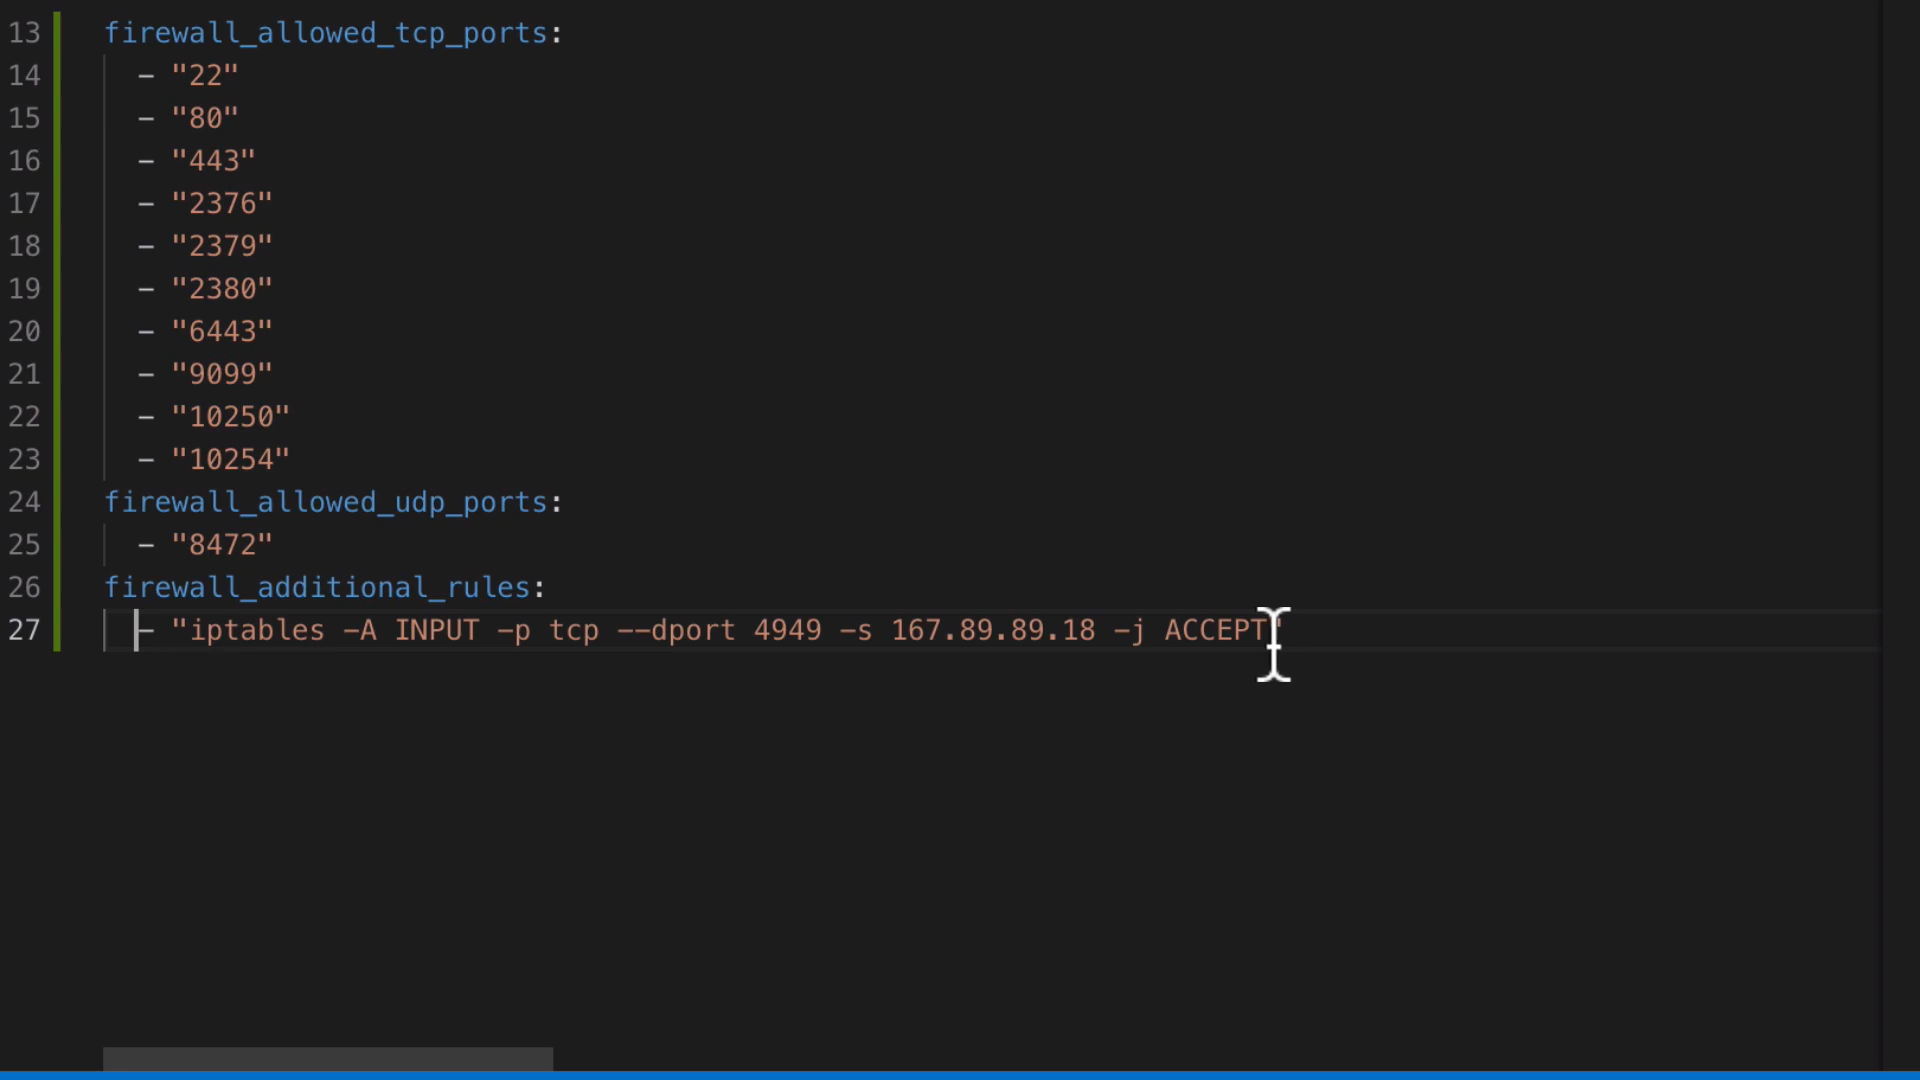 13 firewall_allowed_tcp_ports:
14 - "22"
15 - "80"
16 - "443"
17 - "2376"
18 - "2379"
19 - "2380"
20 - "6443"
21 - "9099"
22 - "10250"
23 - "10254"
24 firewall_allowed_udp_ports:
25 - "8472"
26 firewall_additional_rules:
27 - "iptables -A INPUT -p tcp --dport 4949 -s 167.89.89.18 -j ACCEPT"